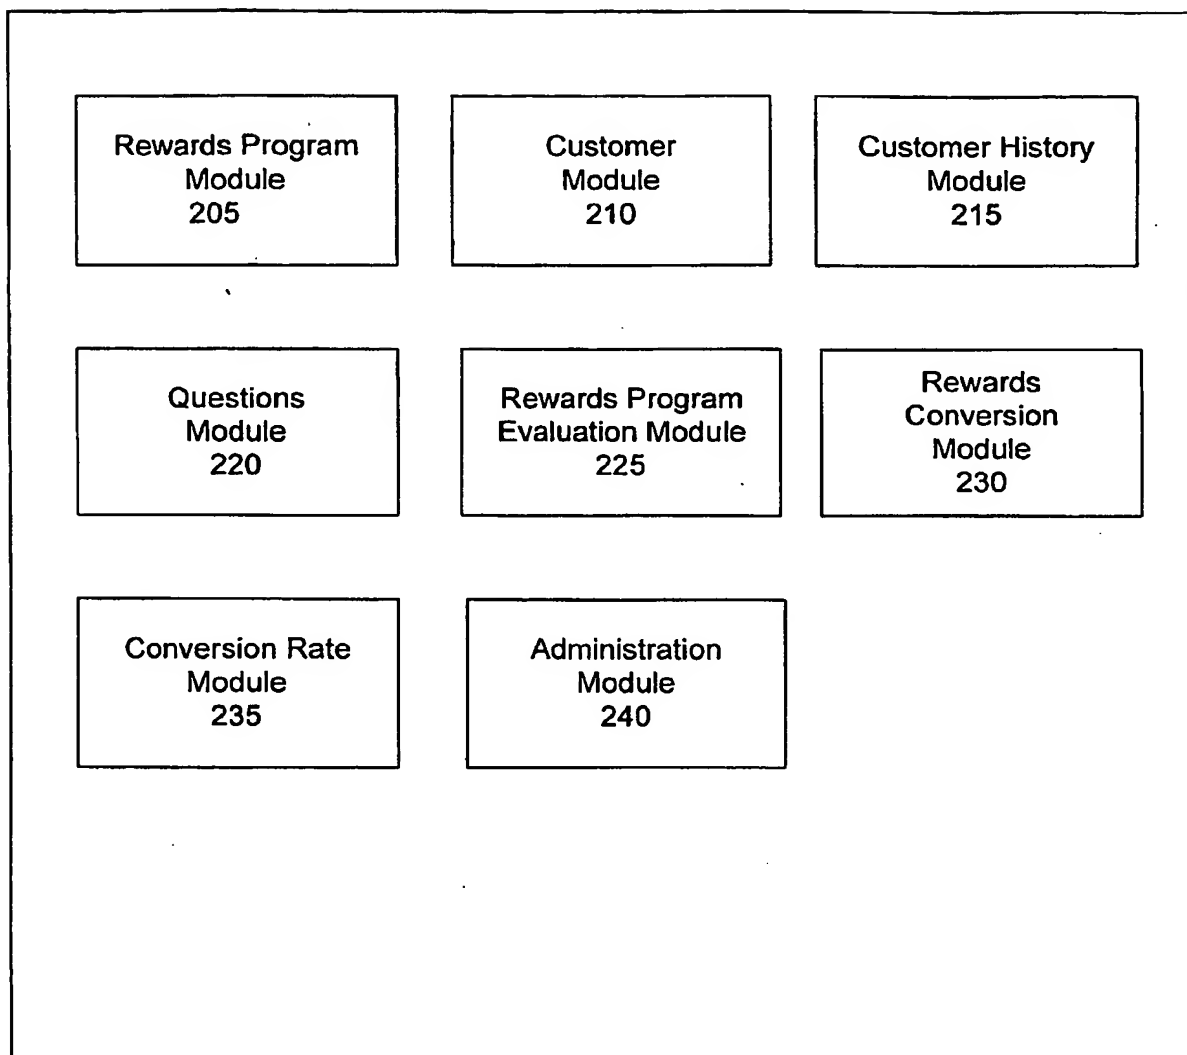 Rewards Program
Module
205
Customer
Module
210
Customer History
Module
215
Questions
Module
220
Rewards Program
Evaluation Module
225
Rewards
Conversion
Module
230
Conversion Rate
Module
235
Administration
Module
240